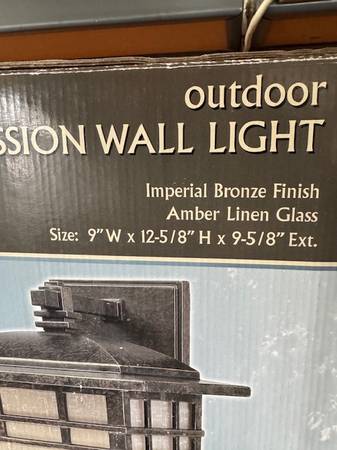 outdoor
SSION WALL LIGHT
Imperial Bronze Finish
Amber Linen Glass
Size: 9" W x 12-5/8" H x 9-5/8" Ext.